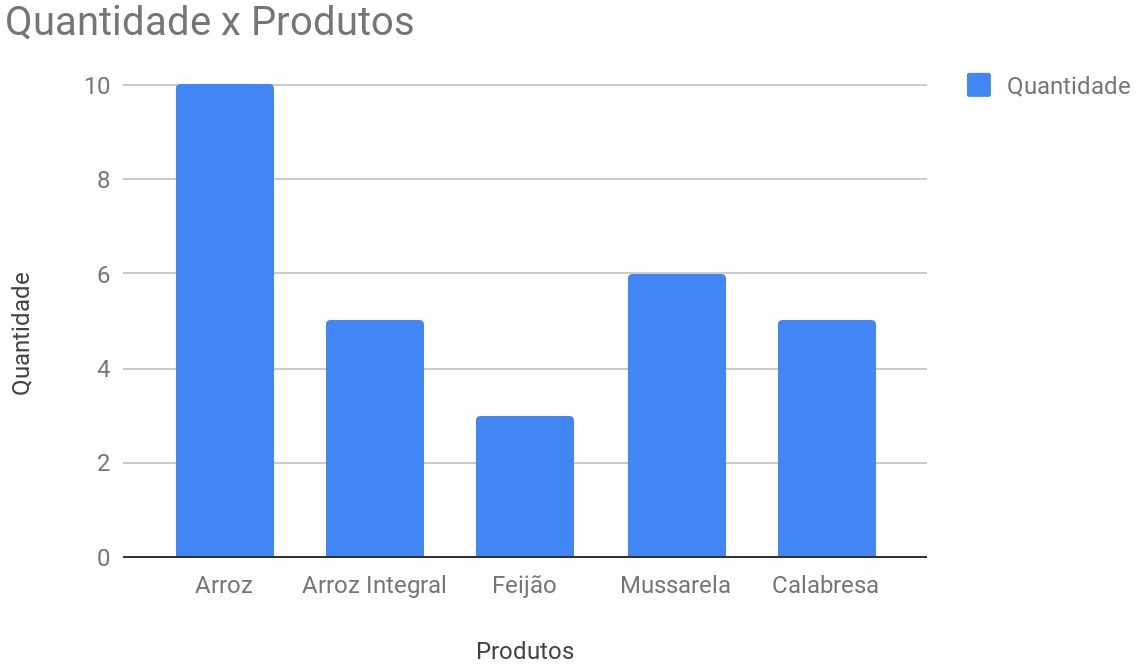 Quantidade x Produtos
10
Quantidade
8
6
4
2
0
Quantidade
Arroz
Arroz Integral
Feijão
Mussarela
Calabresa
Produtos